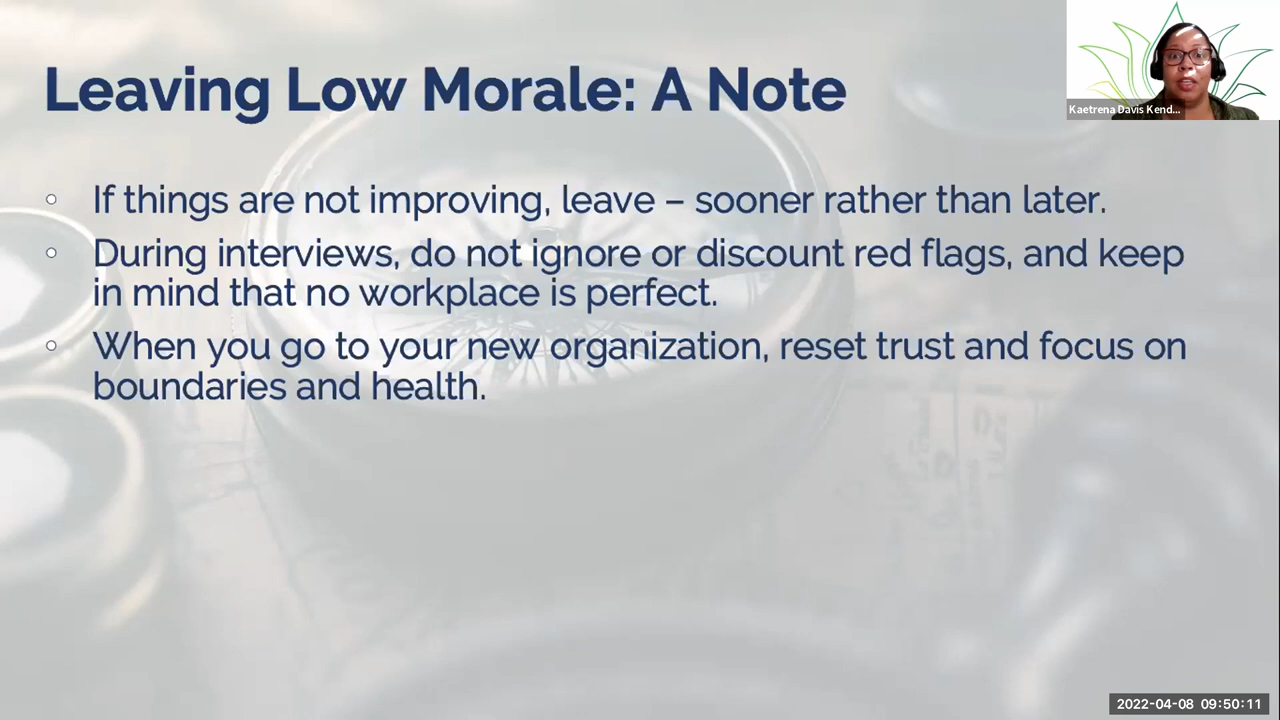 Leaving Low Morale: A Note
Kaetrena Davis Kend...
◦ If things are not improving, leave – sooner rather than later.
◦ During interviews, do not ignore or discount red flags, and keep
in mind that no workplace is perfect.
◦ When you go to your new organization, reset trust and focus on
boundaries and health.
2022-04-08 09:50:11